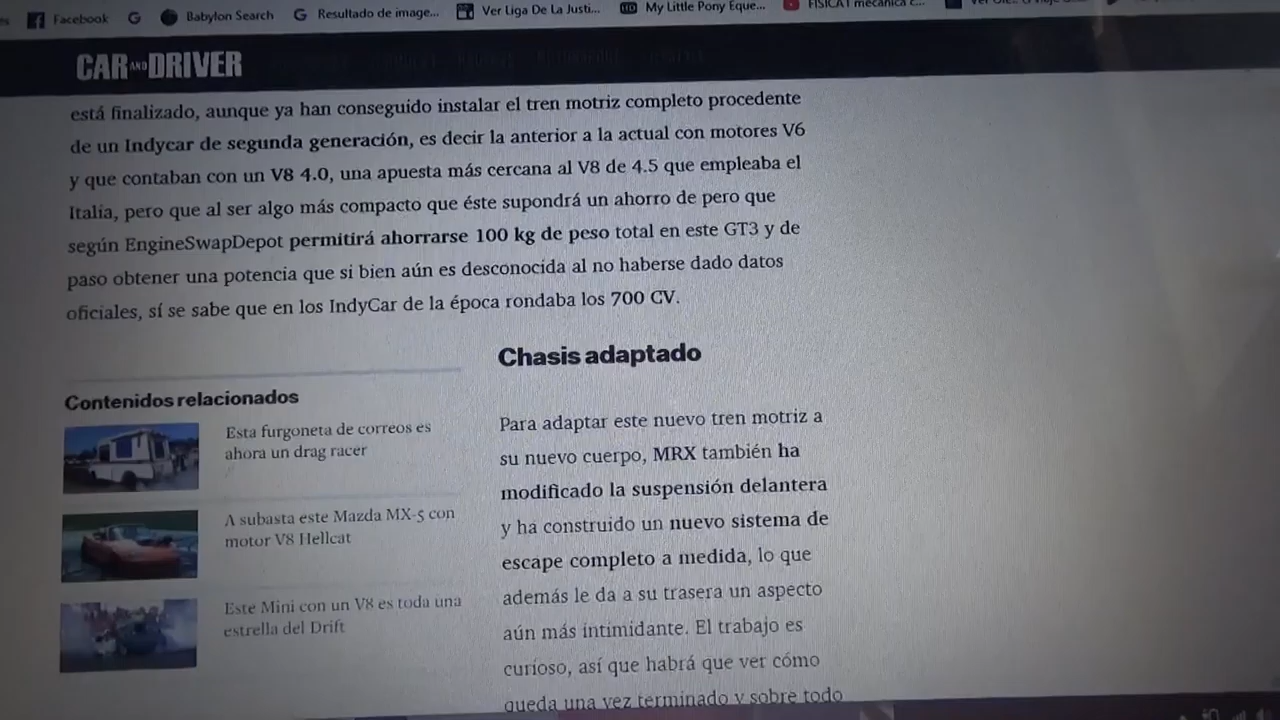 Facebook
Babylon Search
Resultado de image...
Ver Liga De La Justi...
My Little Pony Eque...
FISICA I mecánica c...
CAR AND DRIVER
está finalizado, aunque ya han conseguido instalar el tren motriz completo procedente
de un Indycar de segunda generación, es decir la anterior a la actual con motores V6
y que contaban con un V8 4.0, una apuesta más cercana al V8 de 4.5 que empleaba el
Italia, pero que al ser algo más compacto que éste supondrá un ahorro de pero que
según EngineSwapDepot permitirá ahorrarse 100 kg de peso total en este GT3 y de
paso obtener una potencia que si bien aún es desconocida al no haberse dado datos
oficiales, sí se sabe que en los IndyCar de la época rondaba los 700 CV.
Contenidos relacionados
Esta furgoneta de correos es
ahora un drag racer
A subasta este Mazda MX-5 con
motor V8 Hellcat
Este Mini con un V8 es toda una
estrella del Drift
Chasis adaptado
Para adaptar este nuevo tren motriz a
su nuevo cuerpo, MRX también ha
modificado la suspensión delantera
y ha construido un nuevo sistema de
escape completo a medida, lo que
además le da a su trasera un aspecto
aún más intimidante. El trabajo es
curioso, así que habrá que ver cómo
queda una vez terminado y sobre todo